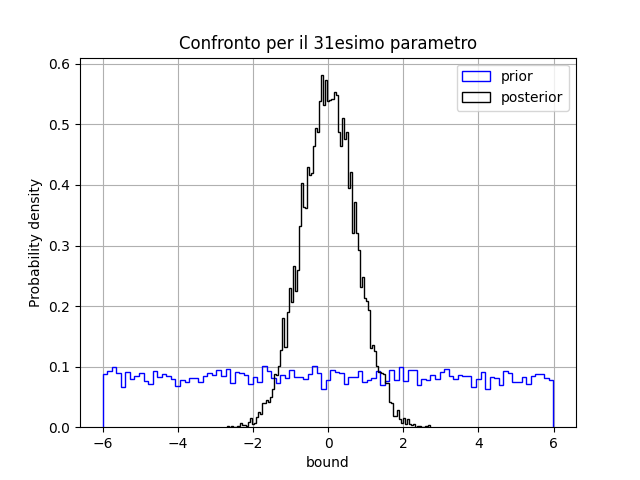 Confronto per il 31esimo parametro
prior
posterior
Probability density
0.6
0.5
0.4
0.3
0.2
0.1
0.0
−6
−4
−2
0
2
4
6
bound